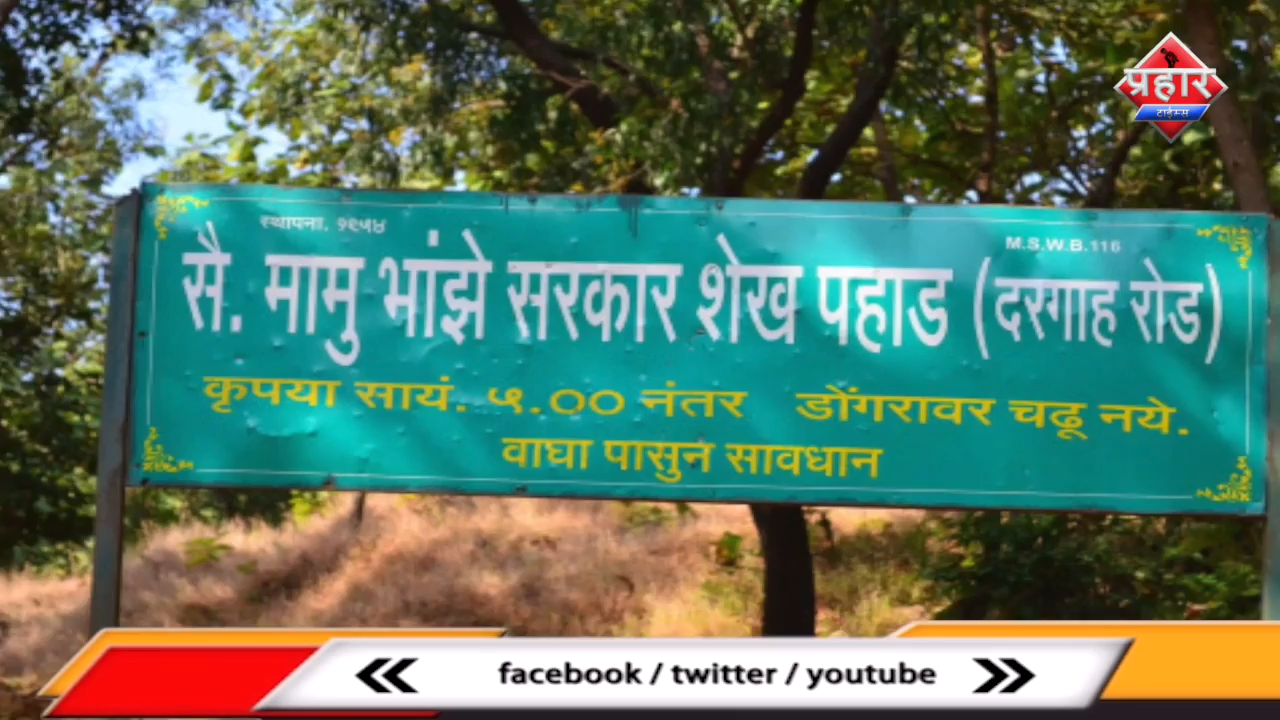 प्रहार
टाईम्स
स्थापना. १९५४
M.S.W.B.116
सै. मामु भांझे सरकार शेख पहाड (दरगाह रोड)
कृपया सायं. ५.०० नंतर डोंगरावर चढू नये.
वाघा पासुन सावधान
facebook / twitter / youtube